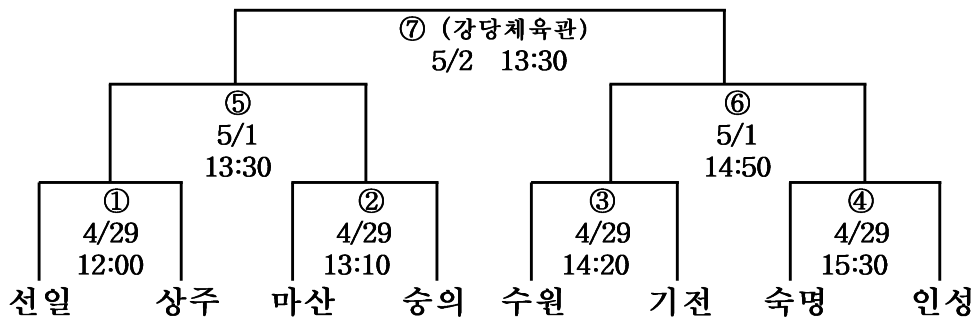 ⑦ (강당체육관)
5/2 13:30
⑤ ⑥
5/1 5/1
13:30 14:50
① ② ③ ④
4/29 4/29 4/29 4/29
12:00 13:10 14:20 15:30
선일 상주 마산 숭의 수원 기전 숙명 인성